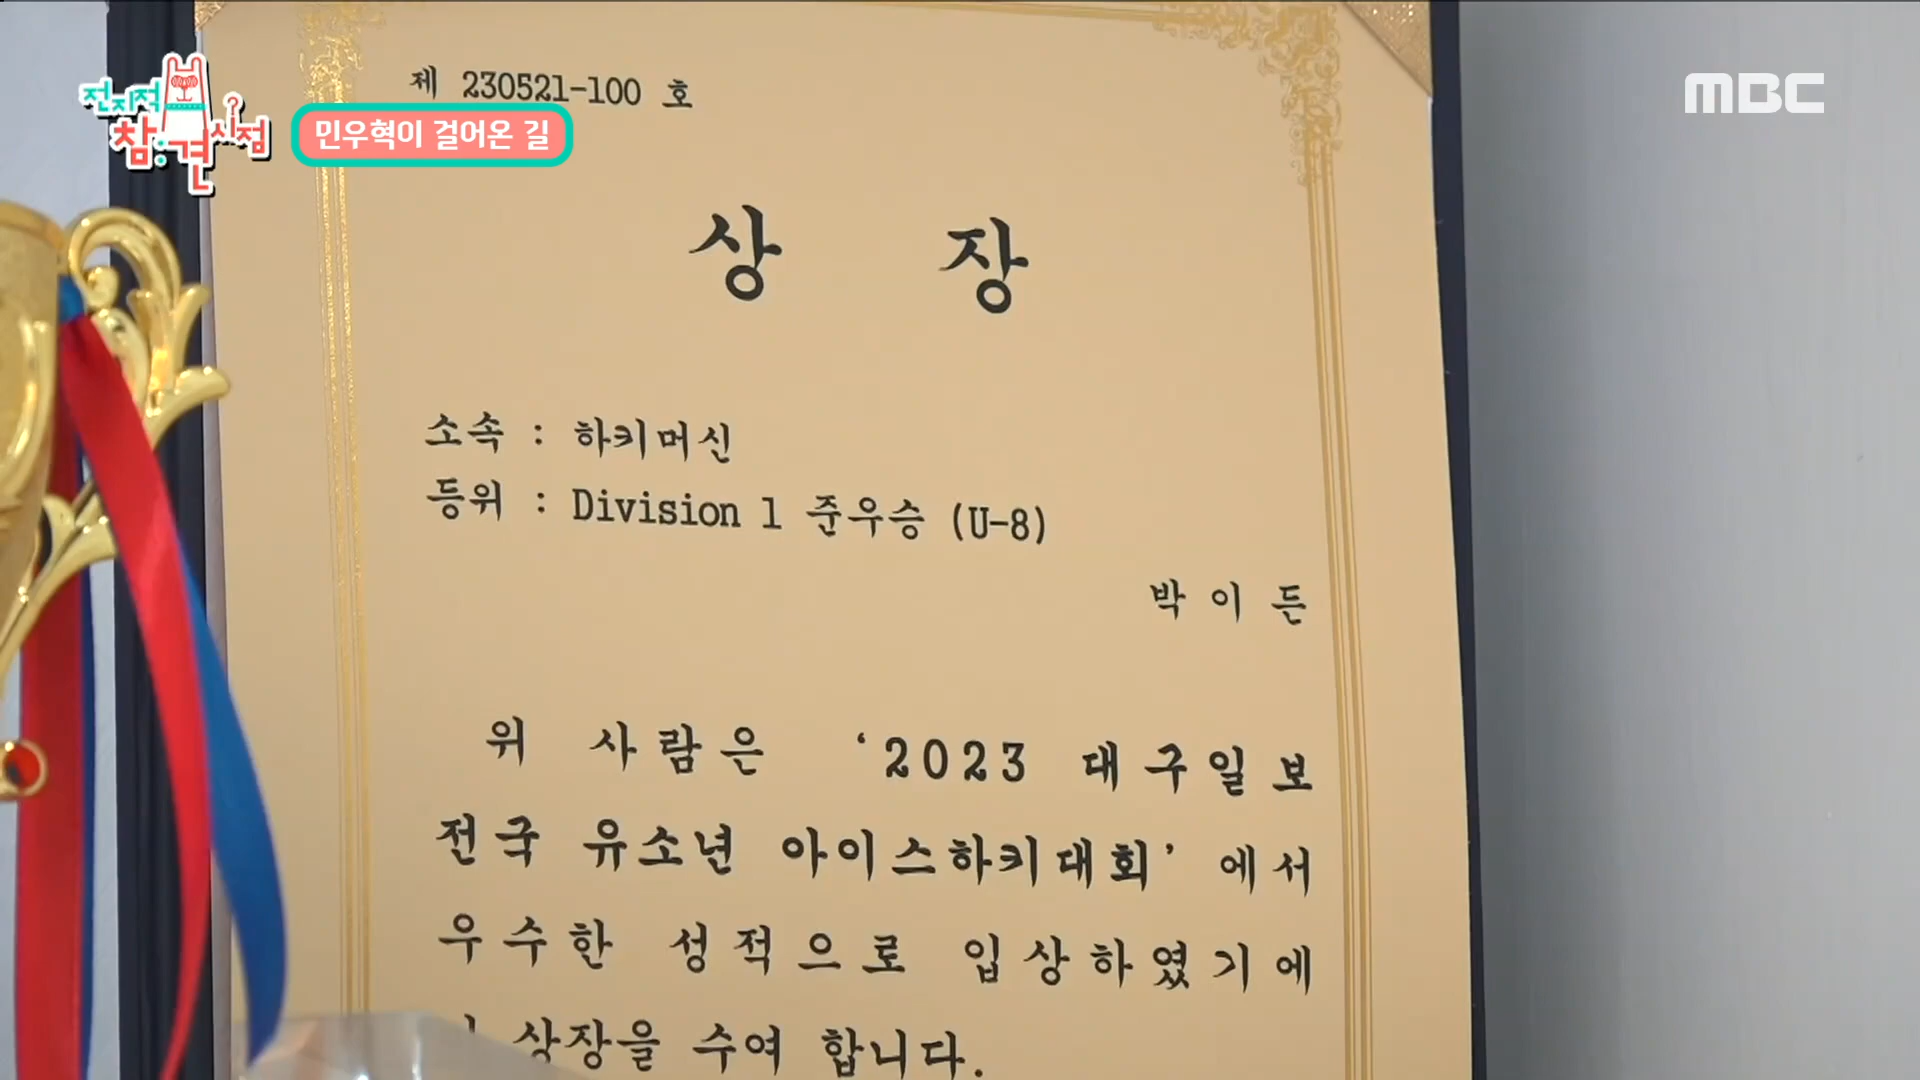 전지적
참견시점
민우혁이 걸어온 길
MBC
제 230521-100 호
상 장
소속 : 하키머신
등위 : Division 1 준우승 (U-8)
박 이 든
위 사람은 ‘2023 대구일보
전국 유소년 아이스하키대회’ 에서
우수한 성적으로 입상하였기에
상장을 수여 합니다.